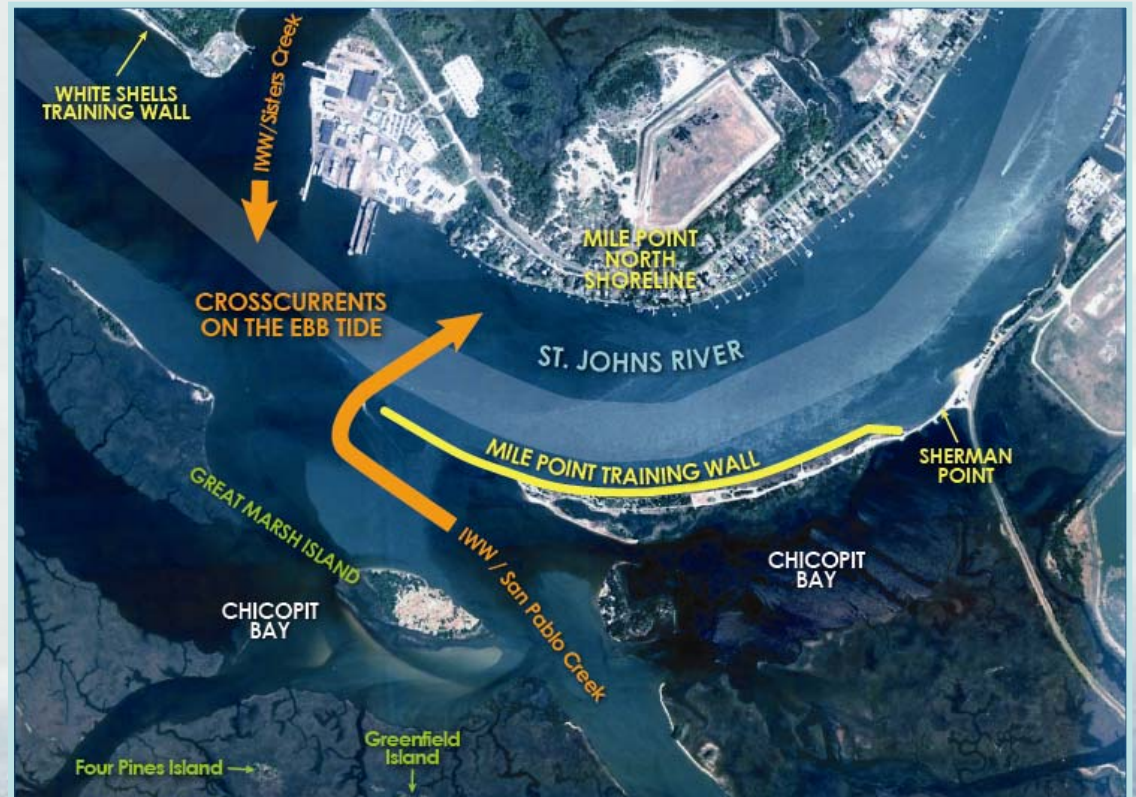 WHITE SHELLS
TRAINING WALL
IWW/Sisters Creek
MILE POINT
NORTH
SHORELINE
CROSSCURRENTS
ON THE EBB TIDE
ST. JOHNS RIVER
MILE POINT TRAINING WALL
SHERMAN
POINT
GREAT MARSH ISLAND
IWW / San Pablo Creek
CHICOPIT
BAY
CHICOPIT
BAY
Greenfield
Island
Four Pines Island